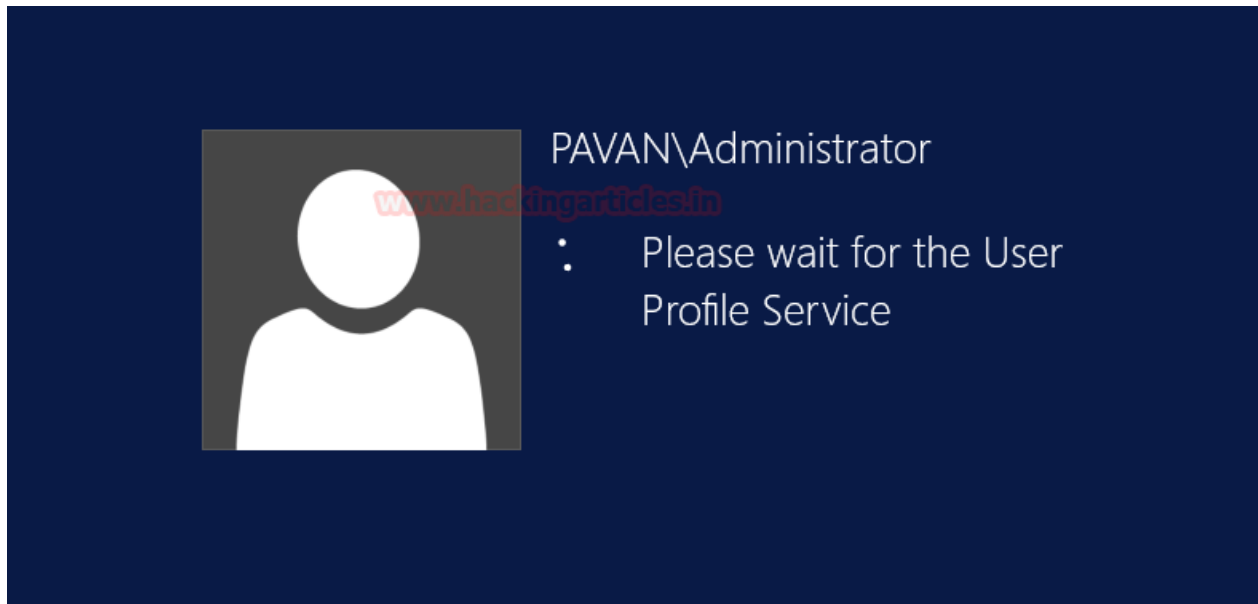 PAVAN\Administrator
www.hackingarticles.in
Please wait for the User
Profile Service